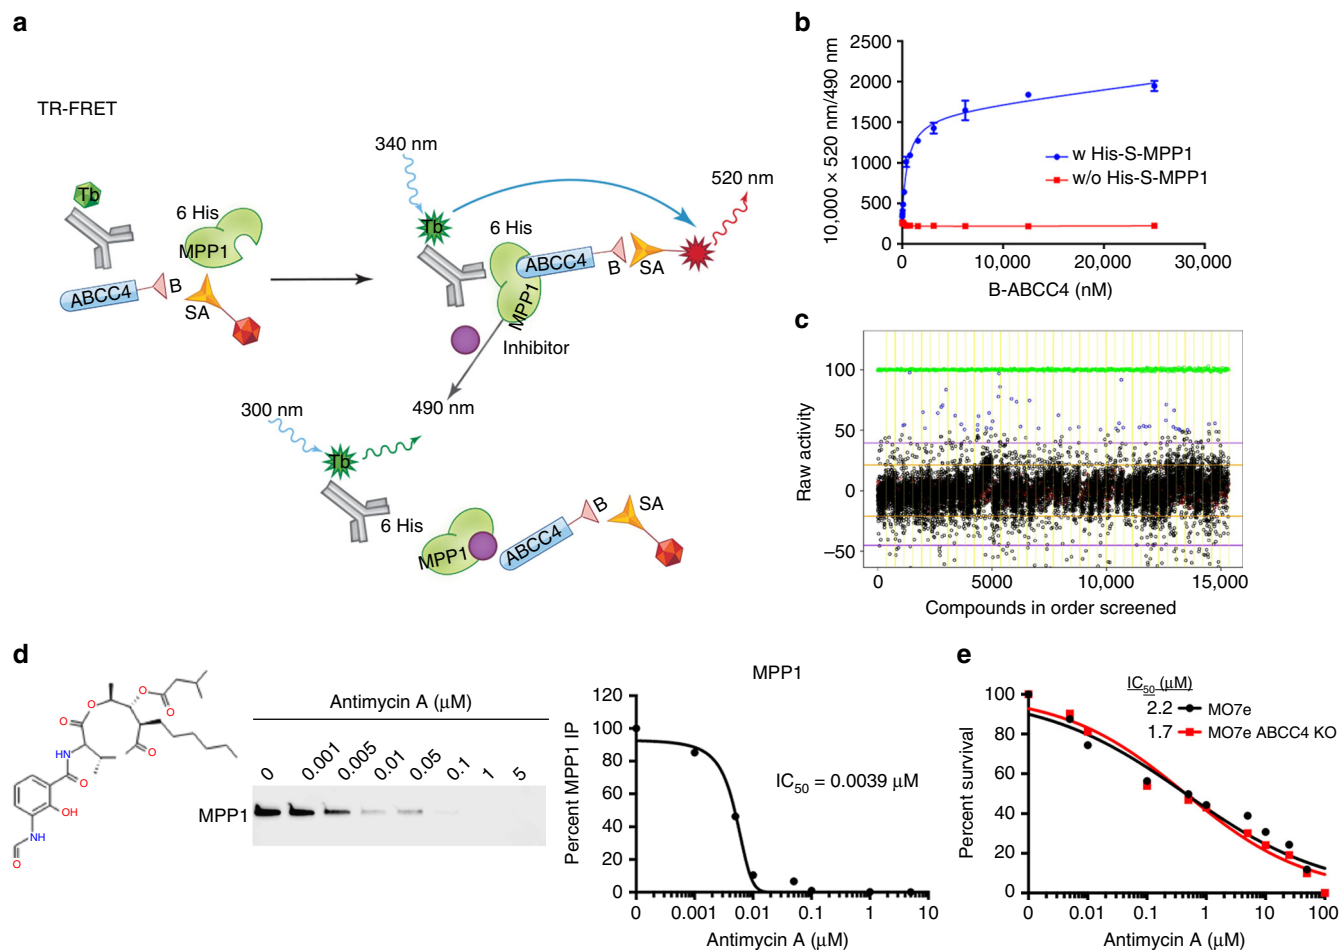 a
TR-FRET
Tb
6 His
MPP1
ABCC4
B
SA
340 nm
520 nm
Tb
6 His
ABCC4
B
SA
MPP1
Inhibitor
300 nm
490 nm
Tb
6 His
MPP1
ABCC4
B
SA
b
10,000 × 520 nm/490 nm
2500
2000
1500
1000
500
0
w His-S-MPP1
w/o His-S-MPP1
0 10,000 20,000 30,000
B-ABCC4 (nM)
c
Raw activity
100
50
0
−50
0 5000 10,000 15,000
Compounds in order screened
d
O
O
O
O
O
NH
O
OH
NH
O
Antimycin A (μM)
0 0.001 0.005 0.01 0.05 0.1 1 5
MPP1
MPP1
Percent MPP1 IP
120
100
80
60
40
20
0
IC50 = 0.0039 μM
0 0.001 0.01 0.1 1 10
Antimycin A (μM)
e
IC50 (μM)
2.2 MO7e
1.7 MO7e ABCC4 KO
Percent survival
100
80
60
40
20
0
0 0.01 0.1 1 10 100
Antimycin A (μM)